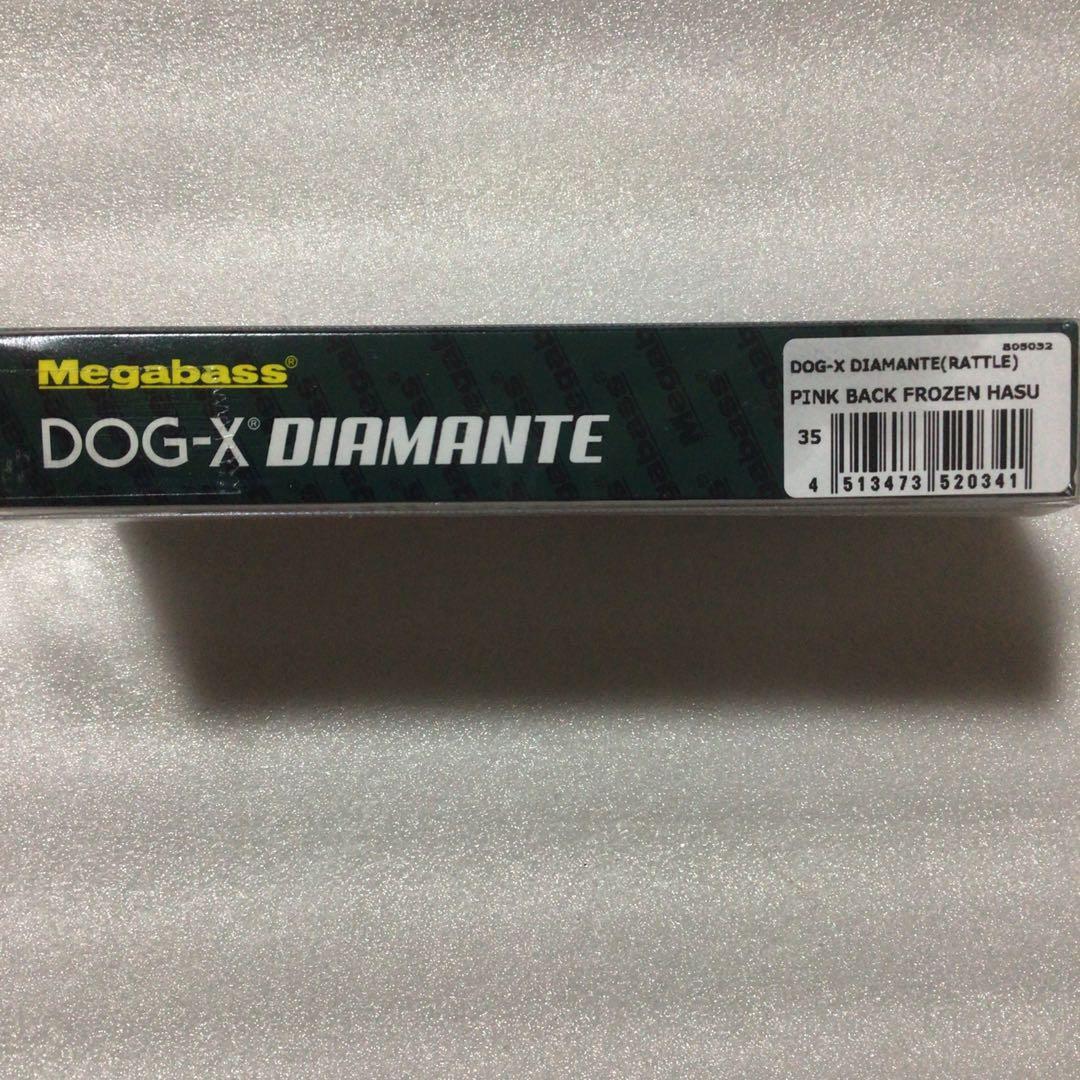 Megabass®
DOG-X® DIAMANTE
805032
DOG-X DIAMANTE(RATTLE)
PINK BACK FROZEN HASU
35
4 513473 520341